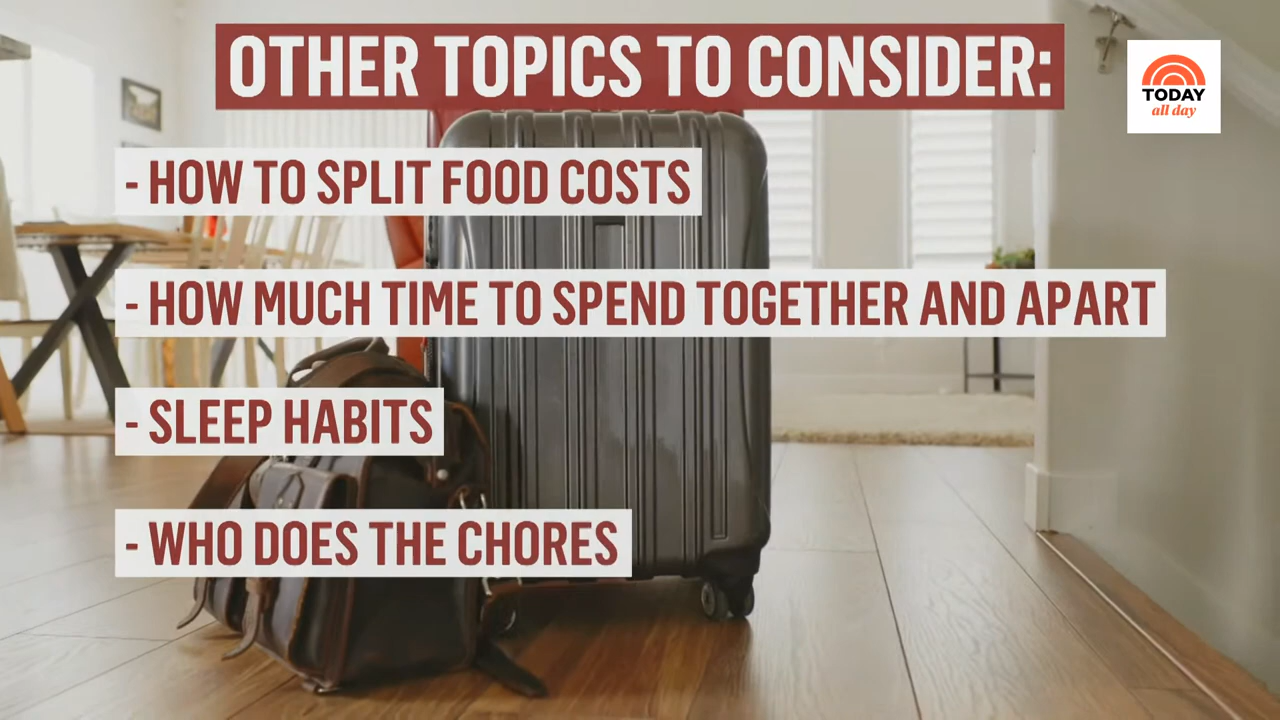 OTHER TOPICS TO CONSIDER:
TODAY
all day
- HOW TO SPLIT FOOD COSTS
- HOW MUCH TIME TO SPEND TOGETHER AND APART
- SLEEP HABITS
- WHO DOES THE CHORES